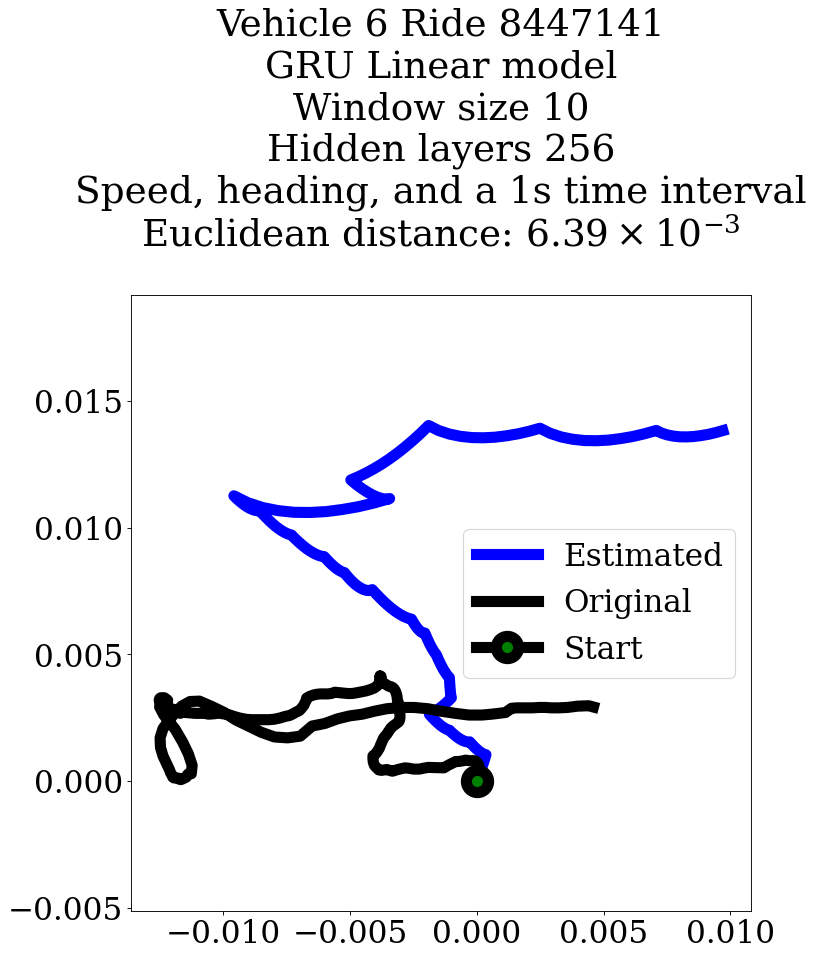 Vehicle 6 Ride 8447141
GRU Linear model
Window size 10
Hidden layers 256
Speed, heading, and a 1s time interval
Euclidean distance: 6.39 × 10⁻³
0.015
0.010
0.005
0.000
−0.005
Estimated
Original
Start
−0.010 −0.005 0.000 0.005 0.010